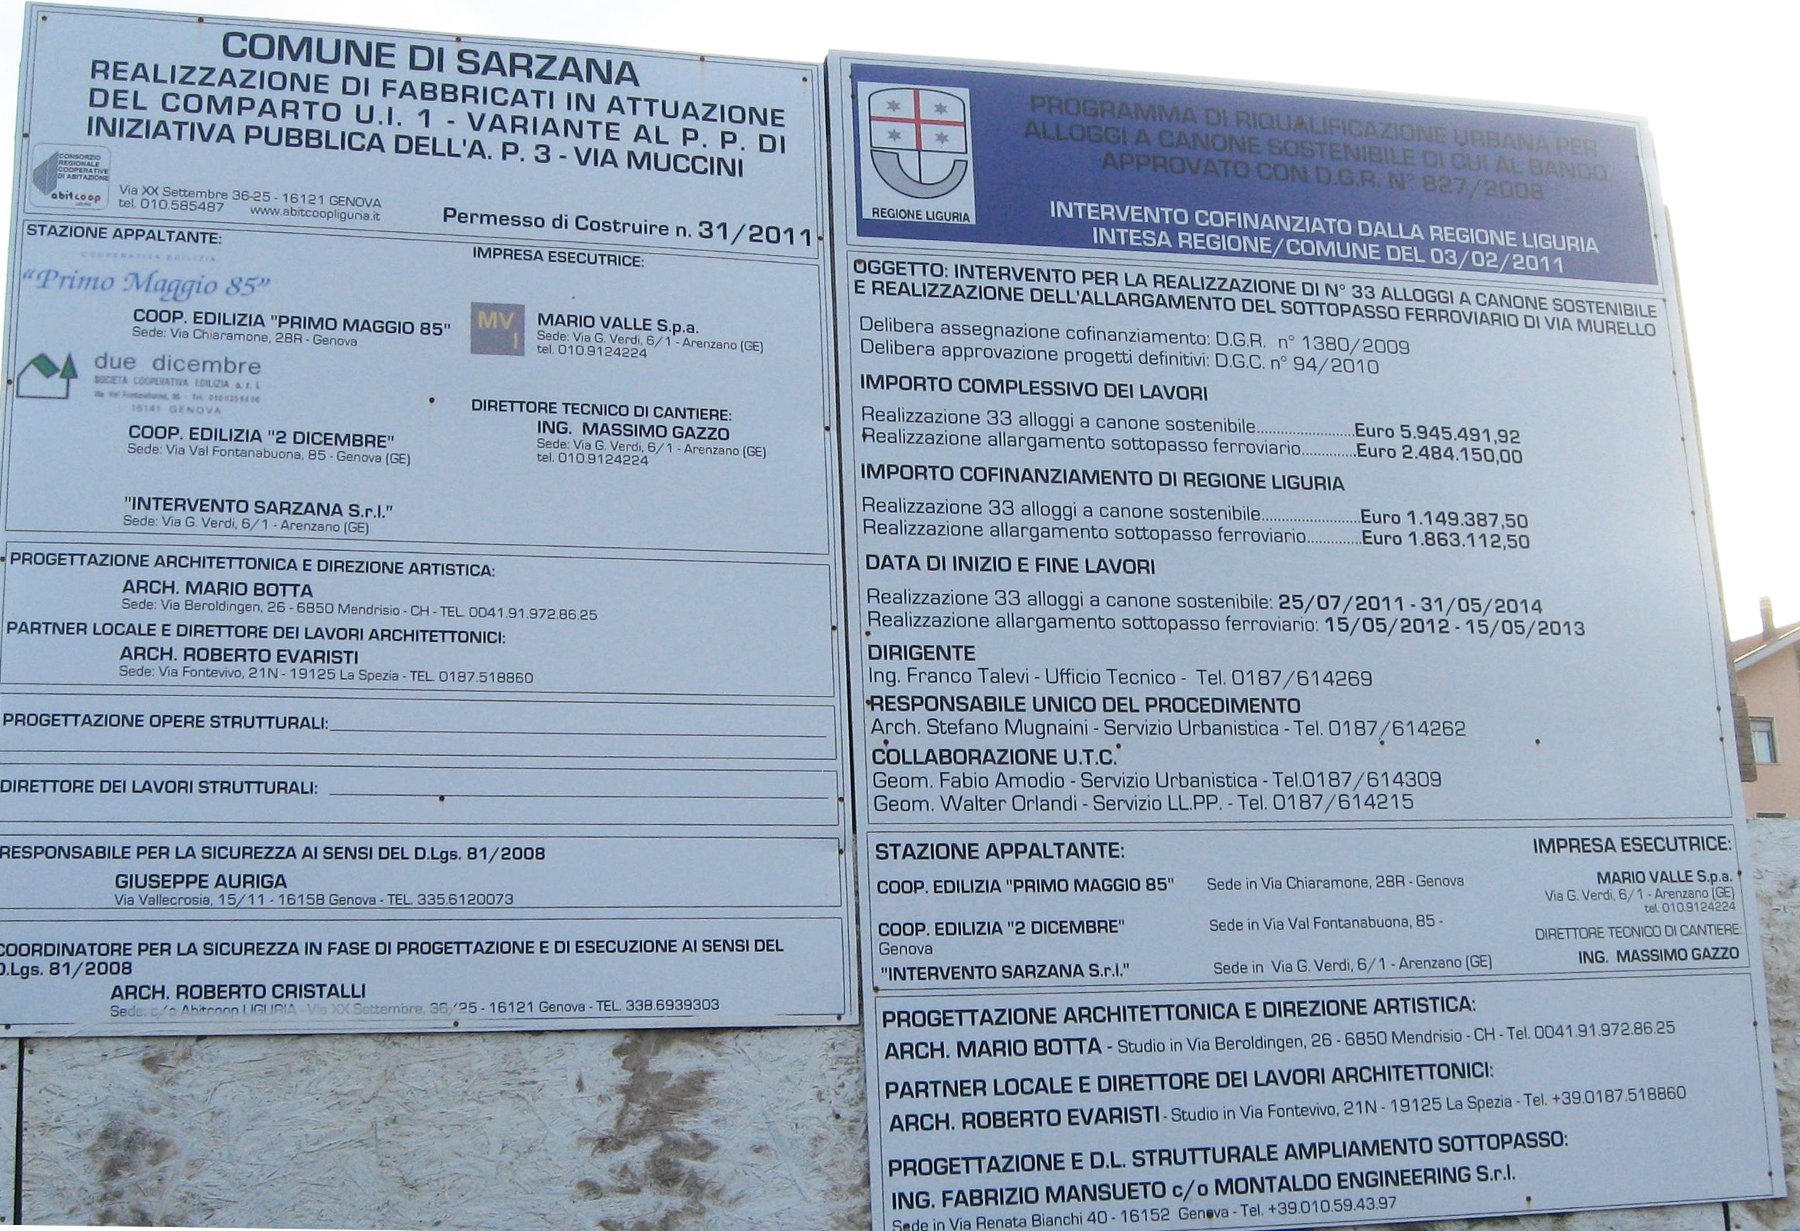 COMUNE DI SARZANA
REALIZZAZIONE DI FABBRICATI IN ATTUAZIONE
DEL COMPARTO U.I. 1 - VARIANTE AL P. P. DI
INIZIATIVA PUBBLICA DELL'A. P. 3 - VIA MUCCINI
CONSORZIO
REGIONALE
COOPERATIVE
DI ABITAZIONE
abitcoop
LIGURIA
Via XX Settembre 36-25 - 16121 GENOVA
tel. 010.585487 www.abitcoopliguria.it
Permesso di Costruire n. 31/2011
STAZIONE APPALTANTE:
COOPERATIVA EDILIZIA
"Primo Maggio 85"
COOP. EDILIZIA "PRIMO MAGGIO 85"
Sede: Via Chiaramone, 28R - Genova
due dicembre
SOCIETÀ COOPERATIVA EDILIZIA a r. l.
Via Val Fontanabuona, 85 - Tel.
16141 GENOVA
COOP. EDILIZIA "2 DICEMBRE"
Sede: Via Val Fontanabuona, 85 - Genova (GE)
"INTERVENTO SARZANA S.r.l."
Sede: Via G. Verdi, 6/1 - Arenzano (GE)
IMPRESA ESECUTRICE:
MV
I
MARIO VALLE S.p.a.
Sede: Via G. Verdi, 6/1 - Arenzano (GE)
tel. 010.9124224
DIRETTORE TECNICO DI CANTIERE:
ING. MASSIMO GAZZO
Sede: Via G. Verdi, 6/1 - Arenzano (GE)
tel. 010.9124224
PROGETTAZIONE ARCHITETTONICA E DIREZIONE ARTISTICA:
ARCH. MARIO BOTTA
Sede: Via Beroldingen, 26 - 6850 Mendrisio - CH - TEL. 0041.91.972.86.25
PARTNER LOCALE E DIRETTORE DEI LAVORI ARCHITETTONICI:
ARCH. ROBERTO EVARISTI
Sede: Via Fontevivo, 21N - 19125 La Spezia - TEL. 0187.518860
PROGETTAZIONE OPERE STRUTTURALI:
DIRETTORE DEI LAVORI STRUTTURALI:
RESPONSABILE PER LA SICUREZZA AI SENSI DEL D.Lgs. 81/2008
GIUSEPPE AURIGA
Via Vallecrosia, 15/11 - 16158 Genova - TEL. 335.6120073
COORDINATORE PER LA SICUREZZA IN FASE DI PROGETTAZIONE E DI ESECUZIONE AI SENSI DEL
D.Lgs. 81/2008
ARCH. ROBERTO CRISTALLI
Sede: c/o Abitcoop LIGURIA - Via XX Settembre, 36/25 - 16121 Genova - TEL. 338.6939303
REGIONE LIGURIA
PROGRAMMA DI RIQUALIFICAZIONE URBANA PER
ALLOGGI A CANONE SOSTENIBILE DI CUI AL BANDO
APPROVATO CON D.G.R. N° 827/2008
INTERVENTO COFINANZIATO DALLA REGIONE LIGURIA
INTESA REGIONE/COMUNE DEL 03/02/2011
OGGETTO: INTERVENTO PER LA REALIZZAZIONE DI N° 33 ALLOGGI A CANONE SOSTENIBILE
E REALIZZAZIONE DELL'ALLARGAMENTO DEL SOTTOPASSO FERROVIARIO DI VIA MURELLO
Delibera assegnazione cofinanziamento: D.G.R. n° 1380/2009
Delibera approvazione progetti definitivi: D.G.C. n° 94/2010
IMPORTO COMPLESSIVO DEI LAVORI
Realizzazione 33 alloggi a canone sostenibile......................Euro 5.945.491,92
Realizzazione allargamento sottopasso ferroviario............Euro 2.484.150,00
IMPORTO COFINANZIAMENTO DI REGIONE LIGURIA
Realizzazione 33 alloggi a canone sostenibile......................Euro 1.149.387,50
Realizzazione allargamento sottopasso ferroviario............Euro 1.863.112,50
DATA DI INIZIO E FINE LAVORI
Realizzazione 33 alloggi a canone sostenibile: 25/07/2011 - 31/05/2014
Realizzazione allargamento sottopasso ferroviario: 15/05/2012 - 15/05/2013
DIRIGENTE
Ing. Franco Talevi - Ufficio Tecnico - Tel. 0187/614269
RESPONSABILE UNICO DEL PROCEDIMENTO
Arch. Stefano Mugnaini - Servizio Urbanistica - Tel. 0187/614262
COLLABORAZIONE U.T.C.
Geom. Fabio Amodio - Servizio Urbanistica - Tel.0187/614309
Geom. Walter Orlandi - Servizio LL.PP. - Tel. 0187/614215
STAZIONE APPALTANTE:
COOP. EDILIZIA "PRIMO MAGGIO 85" Sede in Via Chiaramone, 28R - Genova
COOP. EDILIZIA "2 DICEMBRE" Sede in Via Val Fontanabuona, 85 -
Genova
"INTERVENTO SARZANA S.r.l." Sede in Via G. Verdi, 6/1 - Arenzano (GE)
IMPRESA ESECUTRICE:
MARIO VALLE S.p.a.
Via G. Verdi, 6/1 - Arenzano (GE)
tel. 010.9124224
DIRETTORE TECNICO DI CANTIERE:
ING. MASSIMO GAZZO
PROGETTAZIONE ARCHITETTONICA E DIREZIONE ARTISTICA:
ARCH. MARIO BOTTA - Studio in Via Beroldingen, 26 - 6850 Mendrisio - CH - Tel. 0041.91.972.86.25
PARTNER LOCALE E DIRETTORE DEI LAVORI ARCHITETTONICI:
ARCH. ROBERTO EVARISTI - Studio in Via Fontevivo, 21N - 19125 La Spezia - Tel. +39.0187.518860
PROGETTAZIONE E D.L. STRUTTURALE AMPLIAMENTO SOTTOPASSO:
ING. FABRIZIO MANSUETO c/o MONTALDO ENGINEERING S.r.l.
Sede in Via Renata Bianchi 40 - 16152 Genova - Tel. +39.010.59.43.97